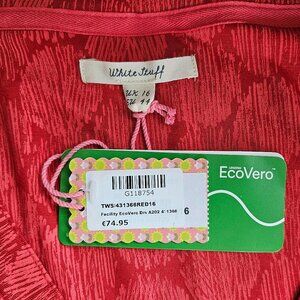 White Stuff
UK 16
EU 44
LENZING
EcoVero™
G118754
TWS:431366RED16
Facility EcoVero Drs A202 4' 1366
6
€74.95